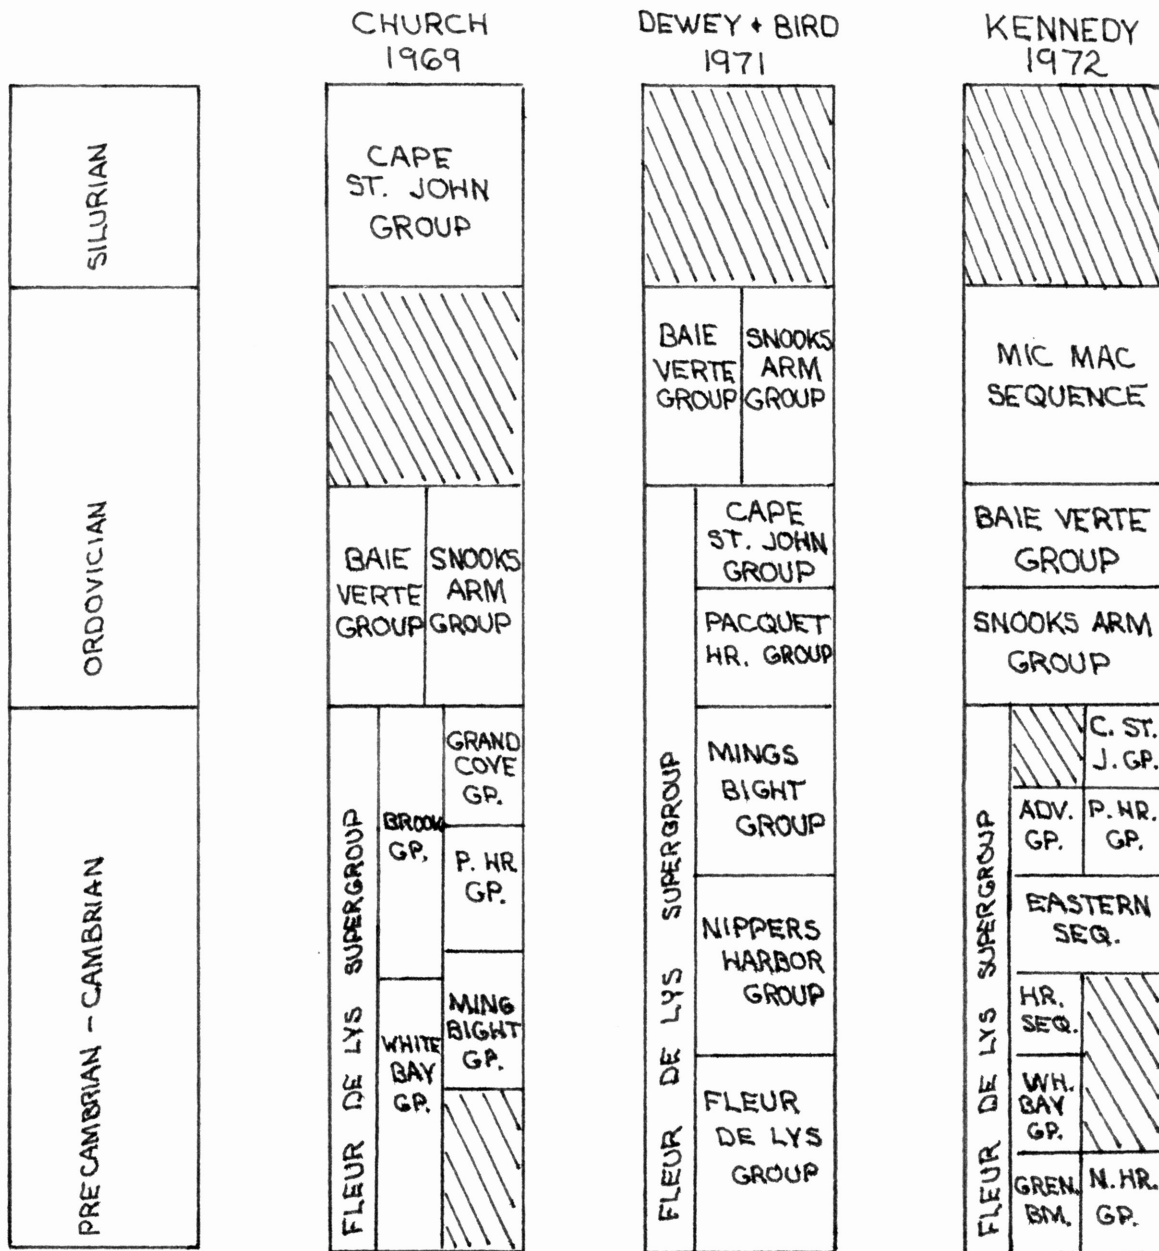 CHURCH
1969
DEWEY + BIRD
1971
KENNEDY
1972
SILURIAN
ORDOVICIAN
PRECAMBRIAN - CAMBRIAN
CAPE
ST. JOHN
GROUP
BAIE
VERTE
GROUP
SNOOKS
ARM
GROUP
FLEUR DE LYS SUPERGROUP
BROOK
GP.
WHITE
BAY
GP.
GRAND
COVE
GP.
P. HR
GP.
MING
BIGHT
GP.
BAIE
VERTE
GROUP
SNOOKS
ARM
GROUP
FLEUR DE LYS SUPERGROUP
CAPE
ST. JOHN
GROUP
PACQUET
HR. GROUP
MINGS
BIGHT
GROUP
NIPPERS
HARBOR
GROUP
FLEUR
DE LYS
GROUP
MIC MAC
SEQUENCE
BAIE VERTE
GROUP
SNOOKS ARM
GROUP
FLEUR DE LYS SUPERGROUP
C. ST.
J. GP.
ADV.
GP.
P. HR.
GP.
EASTERN
SEQ.
HR.
SEQ.
WH.
BAY
GP.
GREN.
BM.
N. HR.
GP.